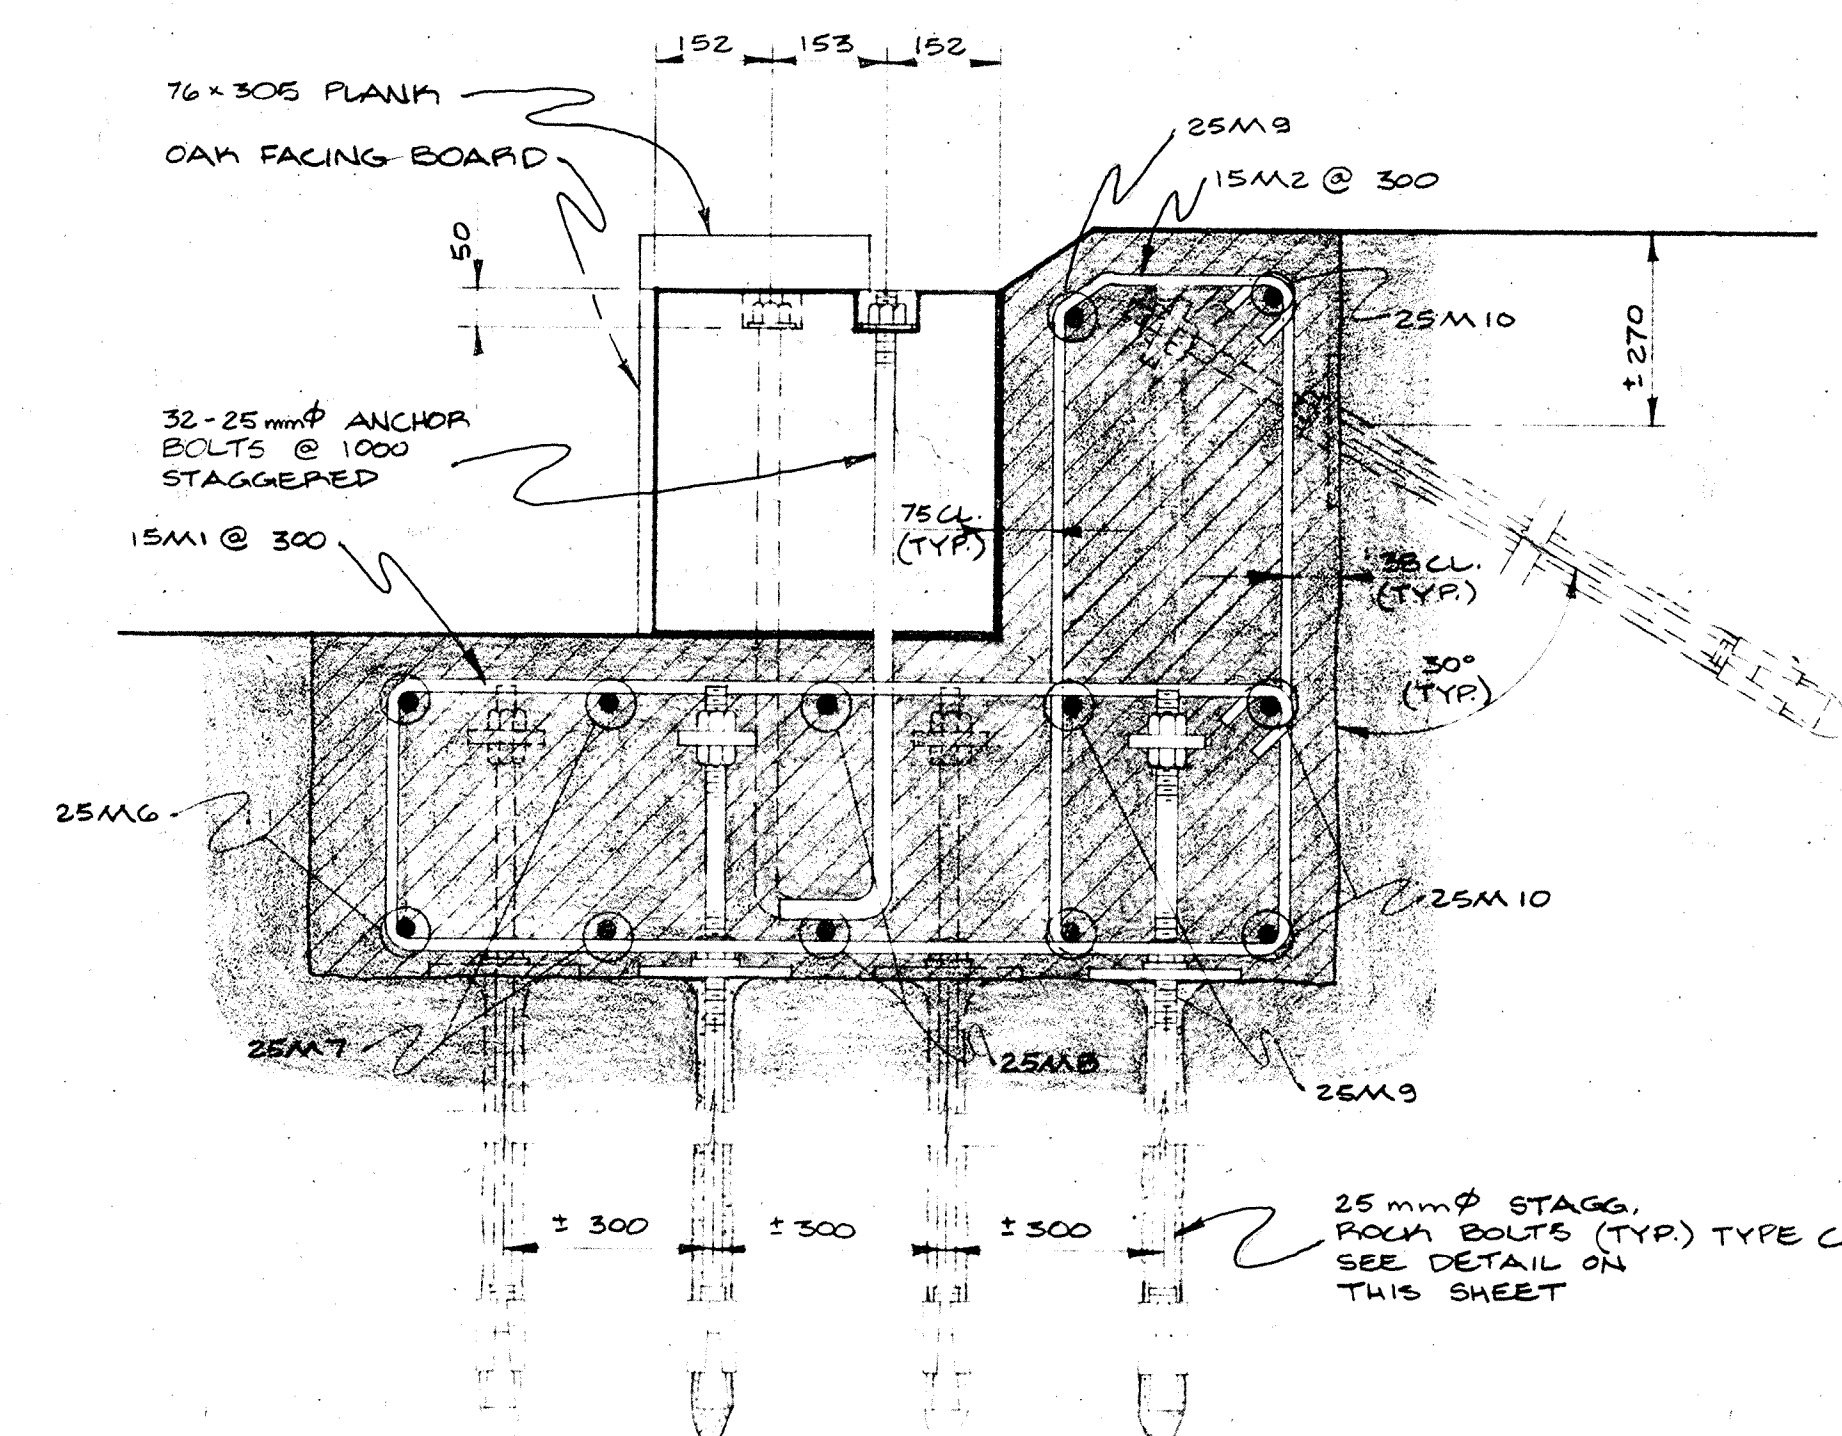 152 153 152
76 x 305 PLANK
OAK FACING BOARD
25M9
15M2 @ 300
50
25M10
± 270
32-25 mmφ ANCHOR
BOLTS @ 1000
STAGGERED
75 CL.
(TYP.)
15M1 @ 300
38 CL.
(TYP.)
30°
(TYP.)
25M6
25M10
25M7
25M8
25M9
± 300 ± 300 ± 300
25 mmφ STAGG.
ROCK BOLTS (TYP.) TYPE C
SEE DETAIL ON
THIS SHEET